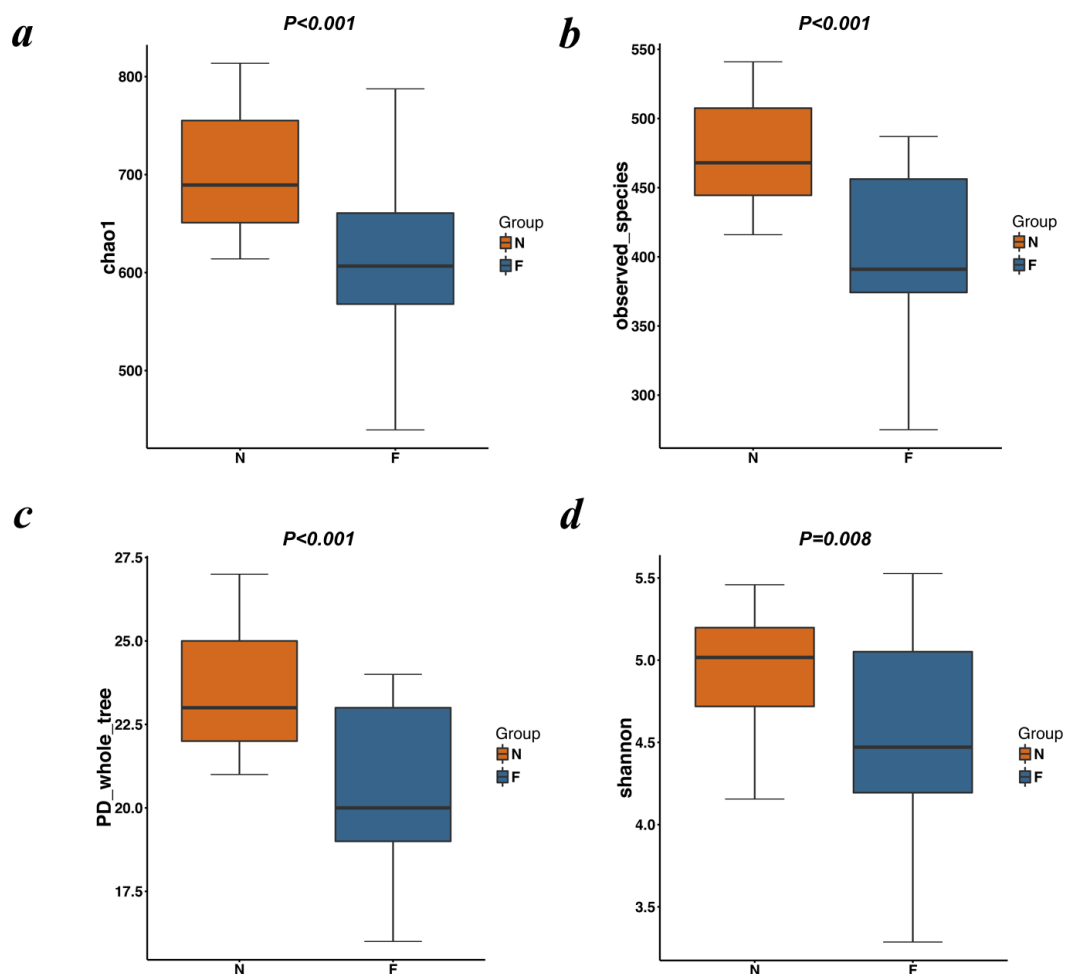 a
P<0.001
chao1
800
700
600
500
N
F
Group
N
F
b
P<0.001
observed_species
550
500
450
400
350
300
N
F
Group
N
F
c
P<0.001
PD_whole_tree
27.5
25.0
22.5
20.0
17.5
N
F
Group
N
F
d
P=0.008
shannon
5.5
5.0
4.5
4.0
3.5
N
F
Group
N
F